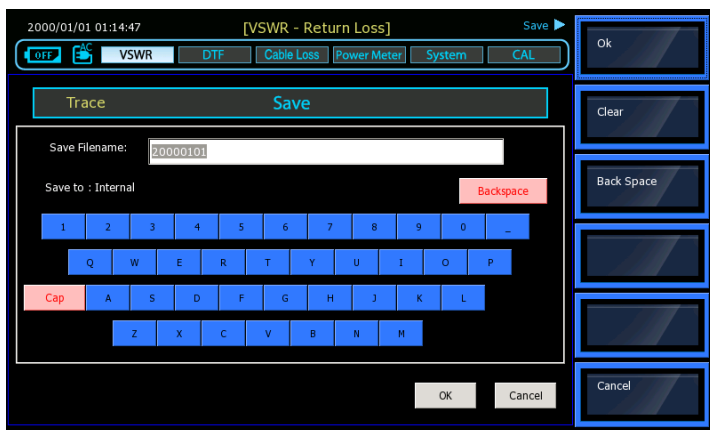 2000/01/01 01:14:47 [VSWR - Return Loss] Save
OFF AC VSWR DTF Cable Loss Power Meter System CAL
Trace Save
Save Filename: 20000101
Save to : Internal Backspace
1 2 3 4 5 6 7 8 9 0 _
Q W E R T Y U I O P
Cap A S D F G H J K L
Z X C V B N M
OK Cancel
Ok
Clear
Back Space
Cancel